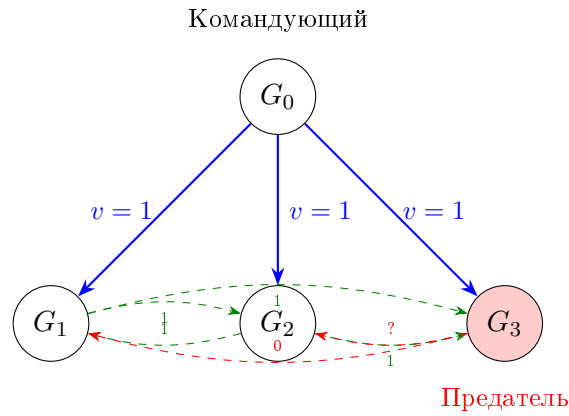 Командующий
G₀
v = 1 v = 1 v = 1
G₁ 1 1 1 G₂ 0 ? 1 G₃
Предатель